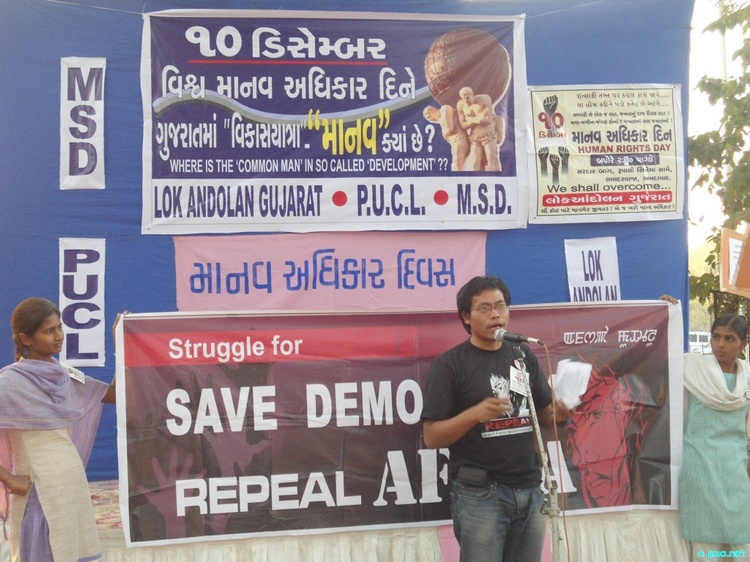 MSD
૧૦ ડિસેમ્બર
વિશ્વ માનવ અધિકાર દિને
ગુજરાતમાં "વિકાસયાત્રા".. "માનવ" ક્યાં છે?
WHERE IS THE 'COMMON MAN' IN SO CALLED 'DEVELOPMENT' ??
LOK ANDOLAN GUJARAT • P.U.C.L. • M.S.D.
૧૦
ડિસેમ્બર
માનવ અધિકાર દિન
HUMAN RIGHTS DAY
We shall overcome...
લોકઆંદોલન ગુજરાત
PUCL
માનવ અધિકાર દિવસ
LOK
ANDOLAN
Struggle for
SAVE DEMO
REPEAL AF A
REPEAL
e-pao.net